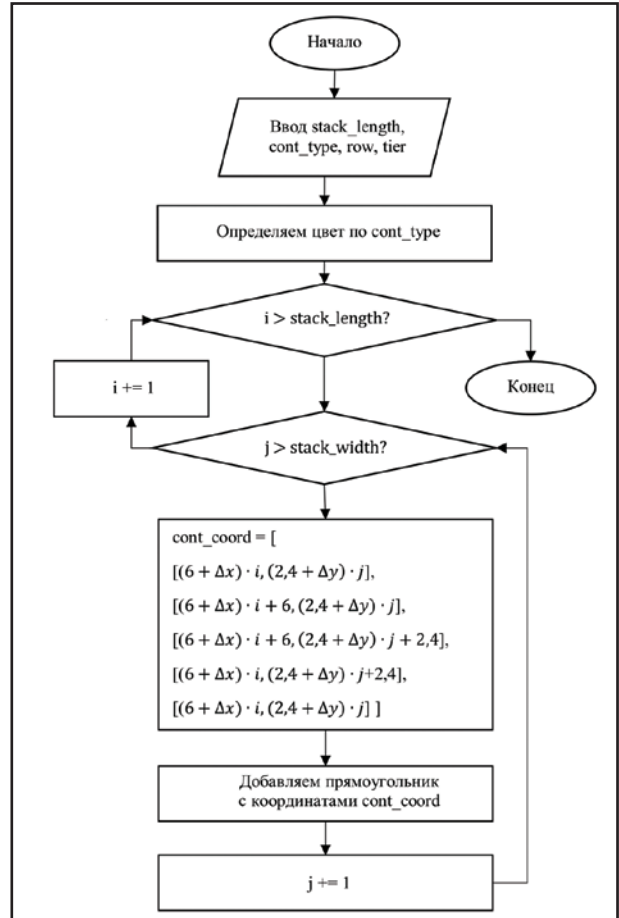 Начало
Ввод stack_length,
cont_type, row, tier
Определяем цвет по cont_type
i > stack_length?
i += 1
Конец
j > stack_width?
cont_coord = [
[(6 + Δx) · i, (2,4 + Δy) · j],
[(6 + Δx) · i + 6, (2,4 + Δy) · j],
[(6 + Δx) · i + 6, (2,4 + Δy) · j + 2,4],
[(6 + Δx) · i, (2,4 + Δy) · j+2,4],
[(6 + Δx) · i, (2,4 + Δy) · j] ]
Добавляем прямоугольник
с координатами cont_coord
j += 1